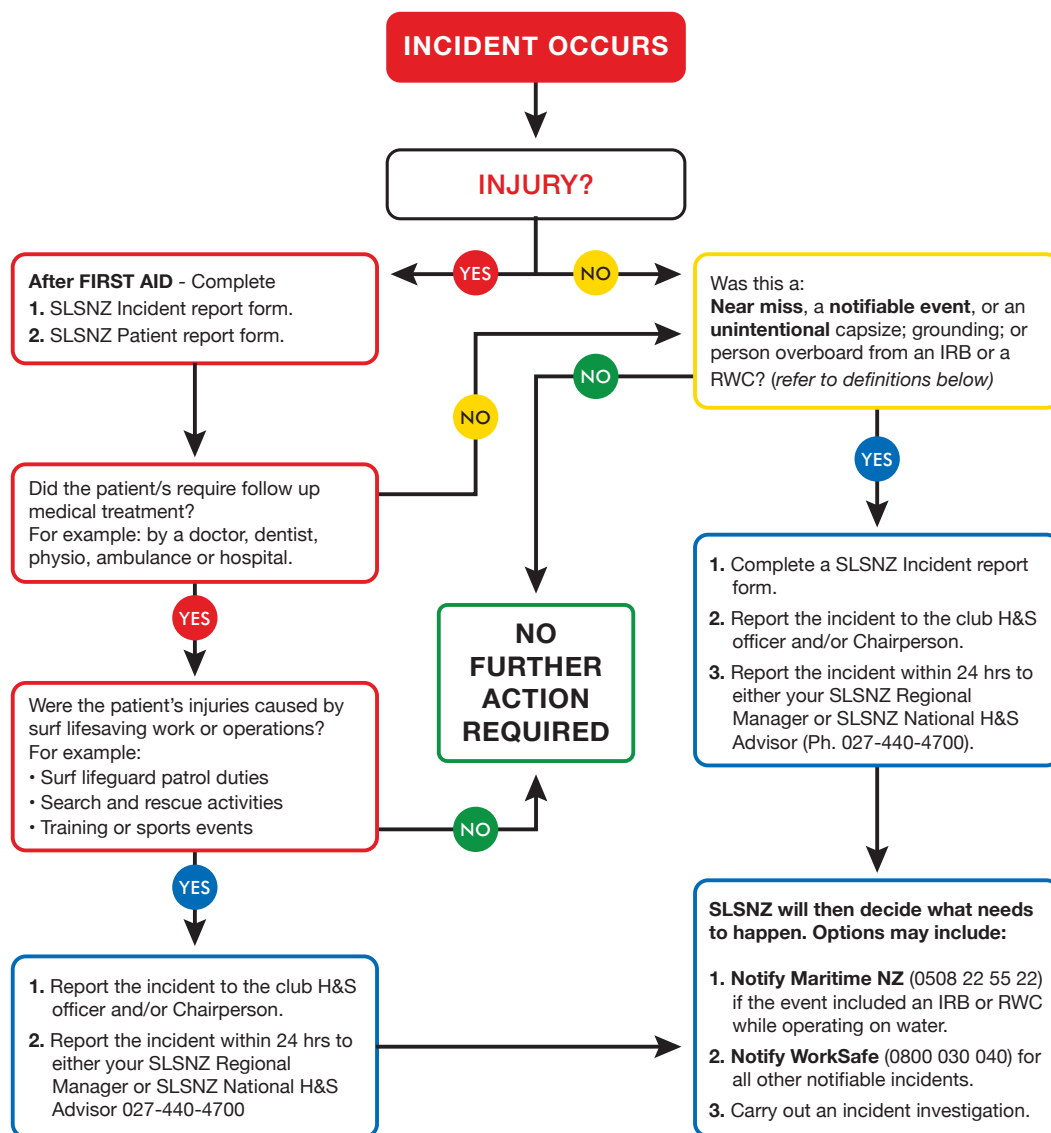 INCIDENT OCCURS
INJURY?
YES
NO
After FIRST AID - Complete
1. SLSNZ Incident report form.
2. SLSNZ Patient report form.
Was this a:
Near miss, a notifiable event, or an
unintentional capsize; grounding; or
person overboard from an IRB or a
RWC? (refer to definitions below)
NO
NO
YES
Did the patient/s require follow up
medical treatment?
For example: by a doctor, dentist,
physio, ambulance or hospital.
YES
NO
FURTHER
ACTION
REQUIRED
1. Complete a SLSNZ Incident report
form.
2. Report the incident to the club H&S
officer and/or Chairperson.
3. Report the incident within 24 hrs to
either your SLSNZ Regional
Manager or SLSNZ National H&S
Advisor (Ph. 027-440-4700).
Were the patient's injuries caused by
surf lifesaving work or operations?
For example:
• Surf lifeguard patrol duties
• Search and rescue activities
• Training or sports events
NO
YES
1. Report the incident to the club H&S
officer and/or Chairperson.
2. Report the incident within 24 hrs to
either your SLSNZ Regional
Manager or SLSNZ National H&S
Advisor 027-440-4700
SLSNZ will then decide what needs
to happen. Options may include:
1. Notify Maritime NZ (0508 22 55 22)
if the event included an IRB or RWC
while operating on water.
2. Notify WorkSafe (0800 030 040) for
all other notifiable incidents.
3. Carry out an incident investigation.